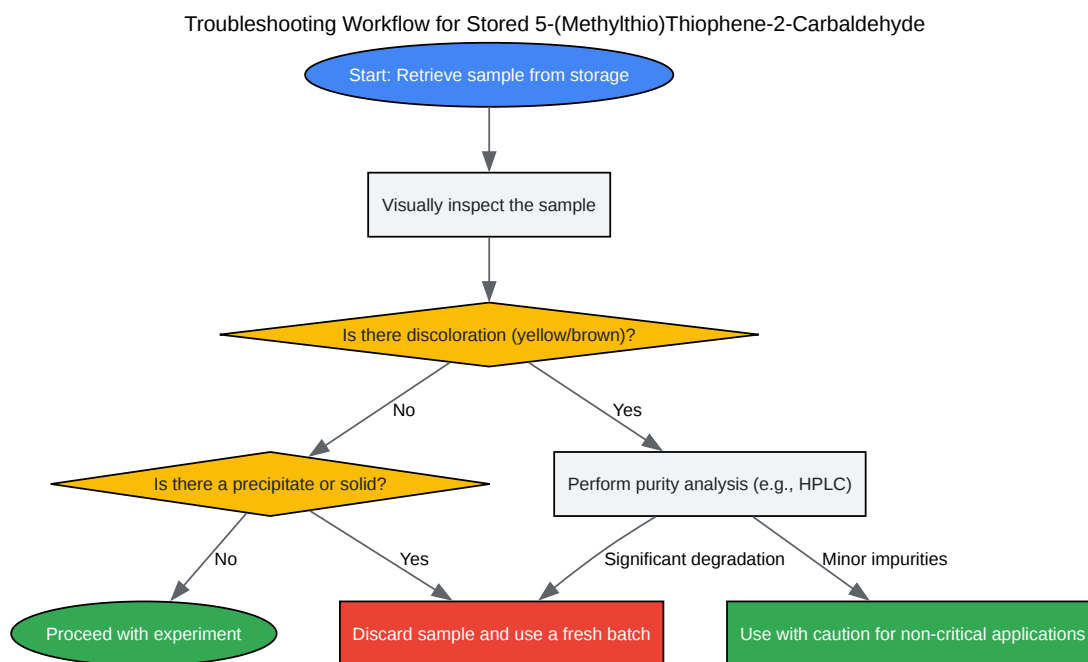 Troubleshooting Workflow for Stored 5-(Methylthio)Thiophene-2-Carbaldehyde
Start: Retrieve sample from storage
Visually inspect the sample
Is there discoloration (yellow/brown)?
No
Yes
Is there a precipitate or solid?
Perform purity analysis (e.g., HPLC)
No
Yes
Significant degradation
Minor impurities
Proceed with experiment
Discard sample and use a fresh batch
Use with caution for non-critical applications